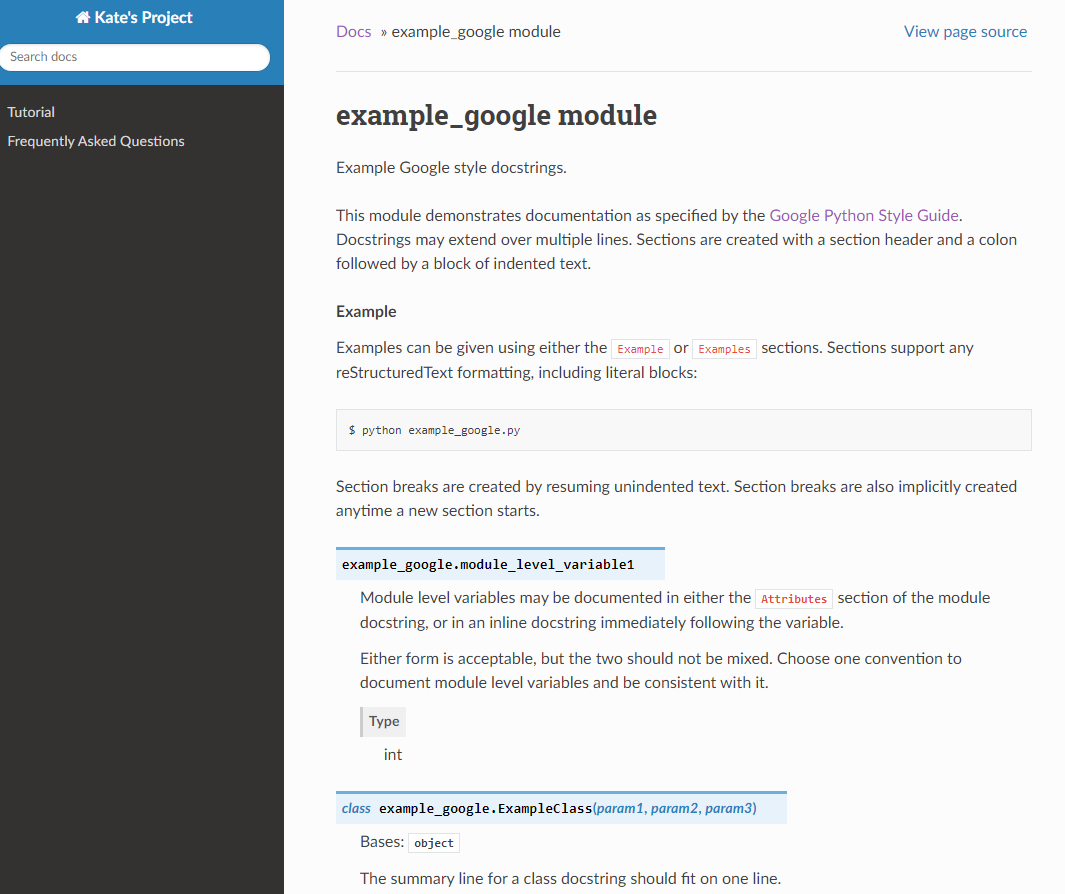 Kate's Project
Search docs
Tutorial
Frequently Asked Questions
Docs » example_google module
View page source
example_google module
Example Google style docstrings.
This module demonstrates documentation as specified by the Google Python Style Guide.
Docstrings may extend over multiple lines. Sections are created with a section header and a colon
followed by a block of indented text.
Example
Examples can be given using either the Example or Examples sections. Sections support any
reStructuredText formatting, including literal blocks:
$ python example_google.py
Section breaks are created by resuming unindented text. Section breaks are also implicitly created
anytime a new section starts.
example_google.module_level_variable1
Module level variables may be documented in either the Attributes section of the module
docstring, or in an inline docstring immediately following the variable.
Either form is acceptable, but the two should not be mixed. Choose one convention to
document module level variables and be consistent with it.
Type
int
class example_google.ExampleClass(param1, param2, param3)
Bases: object
The summary line for a class docstring should fit on one line.